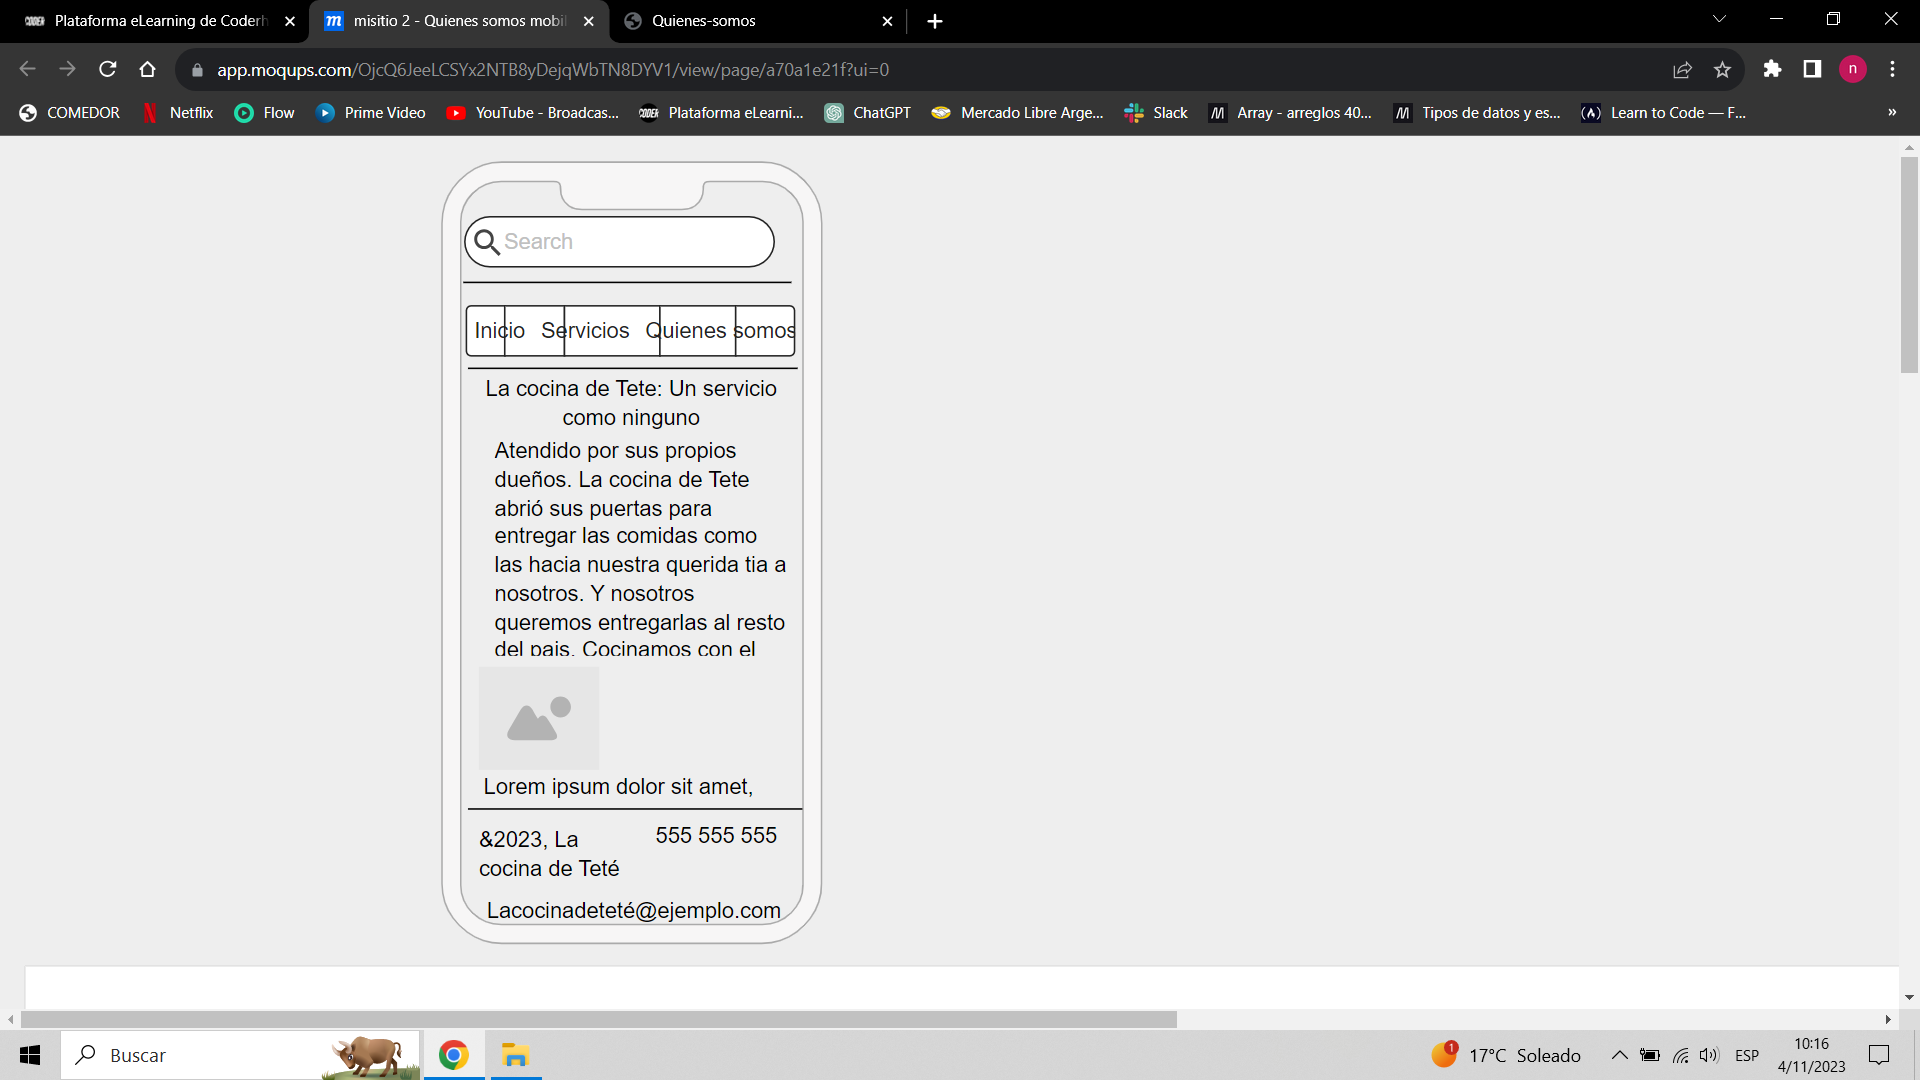 Plataforma eLearning de Coderh
misitio 2 - Quienes somos mobil
Quienes-somos
app.moqups.com/OjcQ6JeeLCSYx2NTB8yDejqWbTN8DYV1/view/page/a70a1e21f?ui=0
n
COMEDOR
Netflix
Flow
Prime Video
YouTube - Broadcas...
CODER
Plataforma eLearni...
ChatGPT
Mercado Libre Arge...
Slack
Array - arreglos 40...
Tipos de datos y es...
Learn to Code — F...
»
Search
Inicio Servicios Quienes somos
La cocina de Tete: Un servicio
como ninguno
Atendido por sus propios
dueños. La cocina de Tete
abrió sus puertas para
entregar las comidas como
las hacia nuestra querida tia a
nosotros. Y nosotros
queremos entregarlas al resto
del pais. Cocinamos con el
Lorem ipsum dolor sit amet,
&2023, La
cocina de Teté
555 555 555
Lacocinadeteté@ejemplo.com
Buscar
1
17°C Soleado
ESP
10:16
4/11/2023